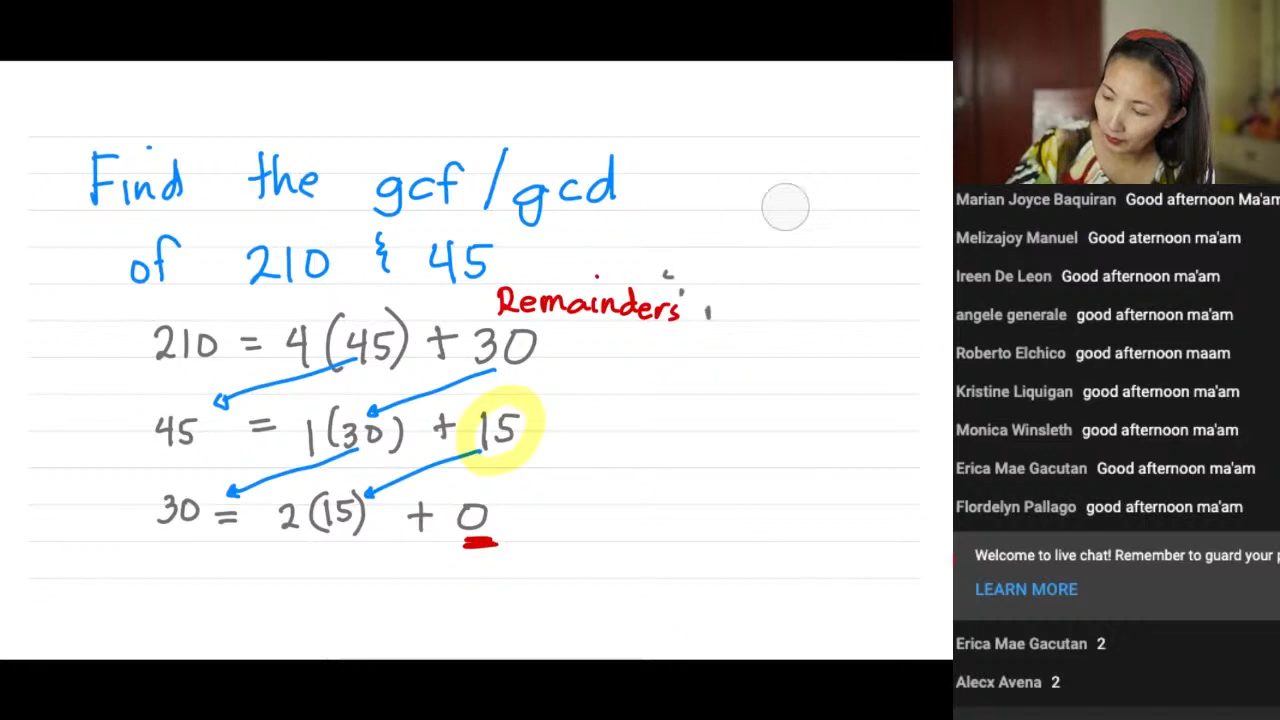 Find the gcf/gcd
of 210 & 45
Remainders
210 = 4(45) + 30
45 = 1(30) + 15
30 = 2(15) + 0
Marian Joyce Baquiran Good afternoon Ma'am
Melizajoy Manuel Good aternoon ma'am
Ireen De Leon Good afternoon ma'am
angele generale good afternoon ma'am
Roberto Elchico good afternoon maam
Kristine Liquigan good afternoon ma'am
Monica Winsleth good afternoon ma'am
Erica Mae Gacutan Good afternoon ma'am
Flordelyn Pallago good afternoon ma'am
Welcome to live chat! Remember to guard your
LEARN MORE
Erica Mae Gacutan 2
Alecx Avena 2